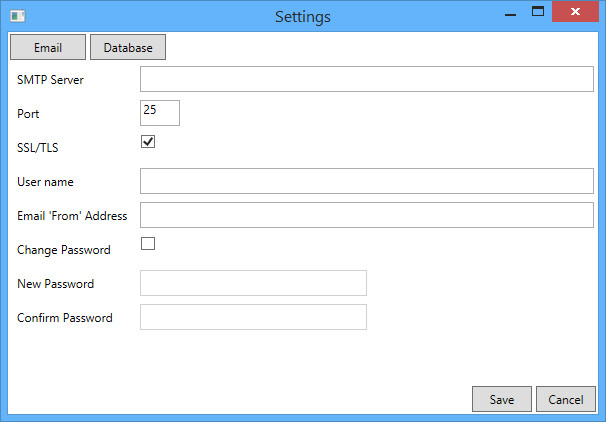 Settings
Email Database
SMTP Server
Port 25
SSL/TLS
User name
Email 'From' Address
Change Password
New Password
Confirm Password
Save Cancel